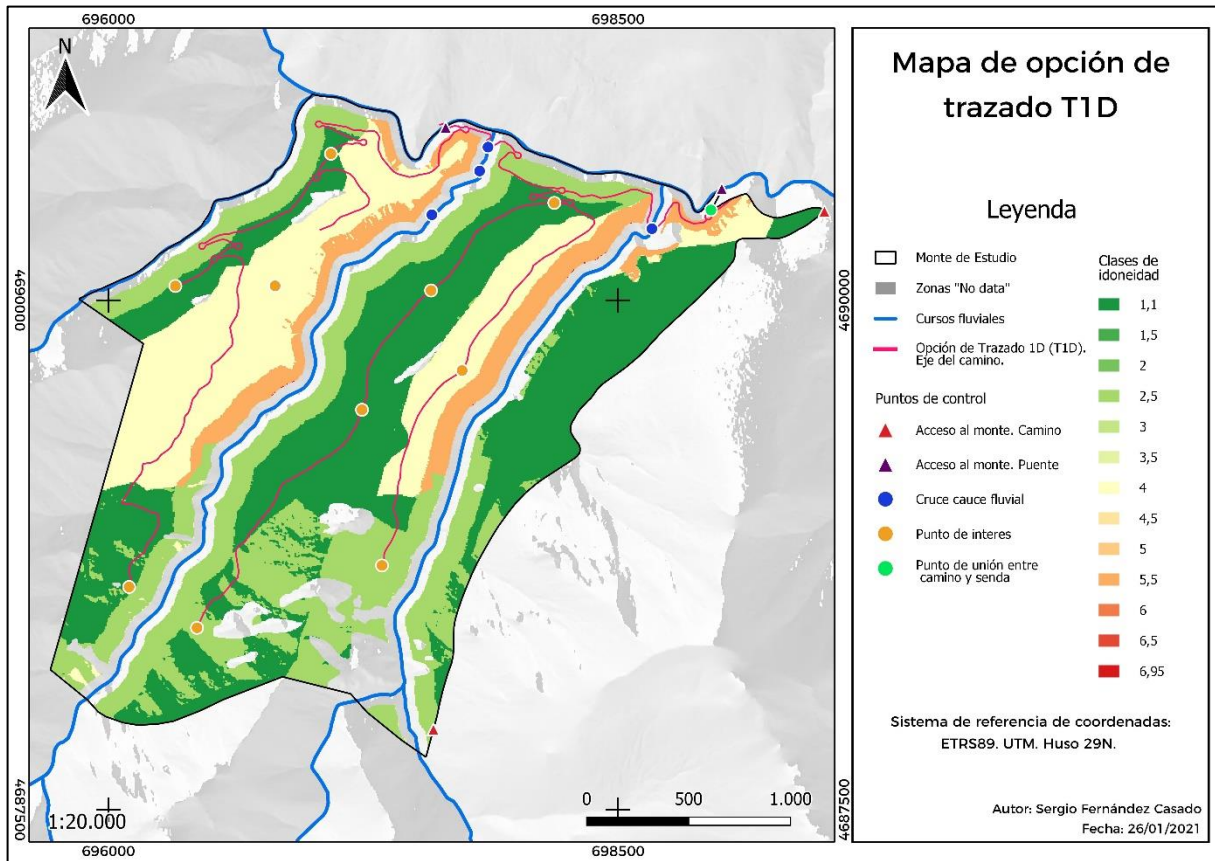 696000
698500
N
4690000
4690000
4687500
4687500
1:20.000
0
500
1.000
696000
698500
Mapa de opción de
trazado T1D
Leyenda
Monte de Estudio
Zonas "No data"
Cursos fluviales
Opción de Trazado 1D (T1D).
Eje del camino.
Puntos de control
Acceso al monte. Camino
Acceso al monte. Puente
Cruce cauce fluvial
Punto de interes
Punto de unión entre
camino y senda
Clases de
idoneidad
1,1
1,5
2
2,5
3
3,5
4
4,5
5
5,5
6
6,5
6,95
Sistema de referencia de coordenadas:
ETRS89. UTM. Huso 29N.
Autor: Sergio Fernández Casado
Fecha: 26/01/2021